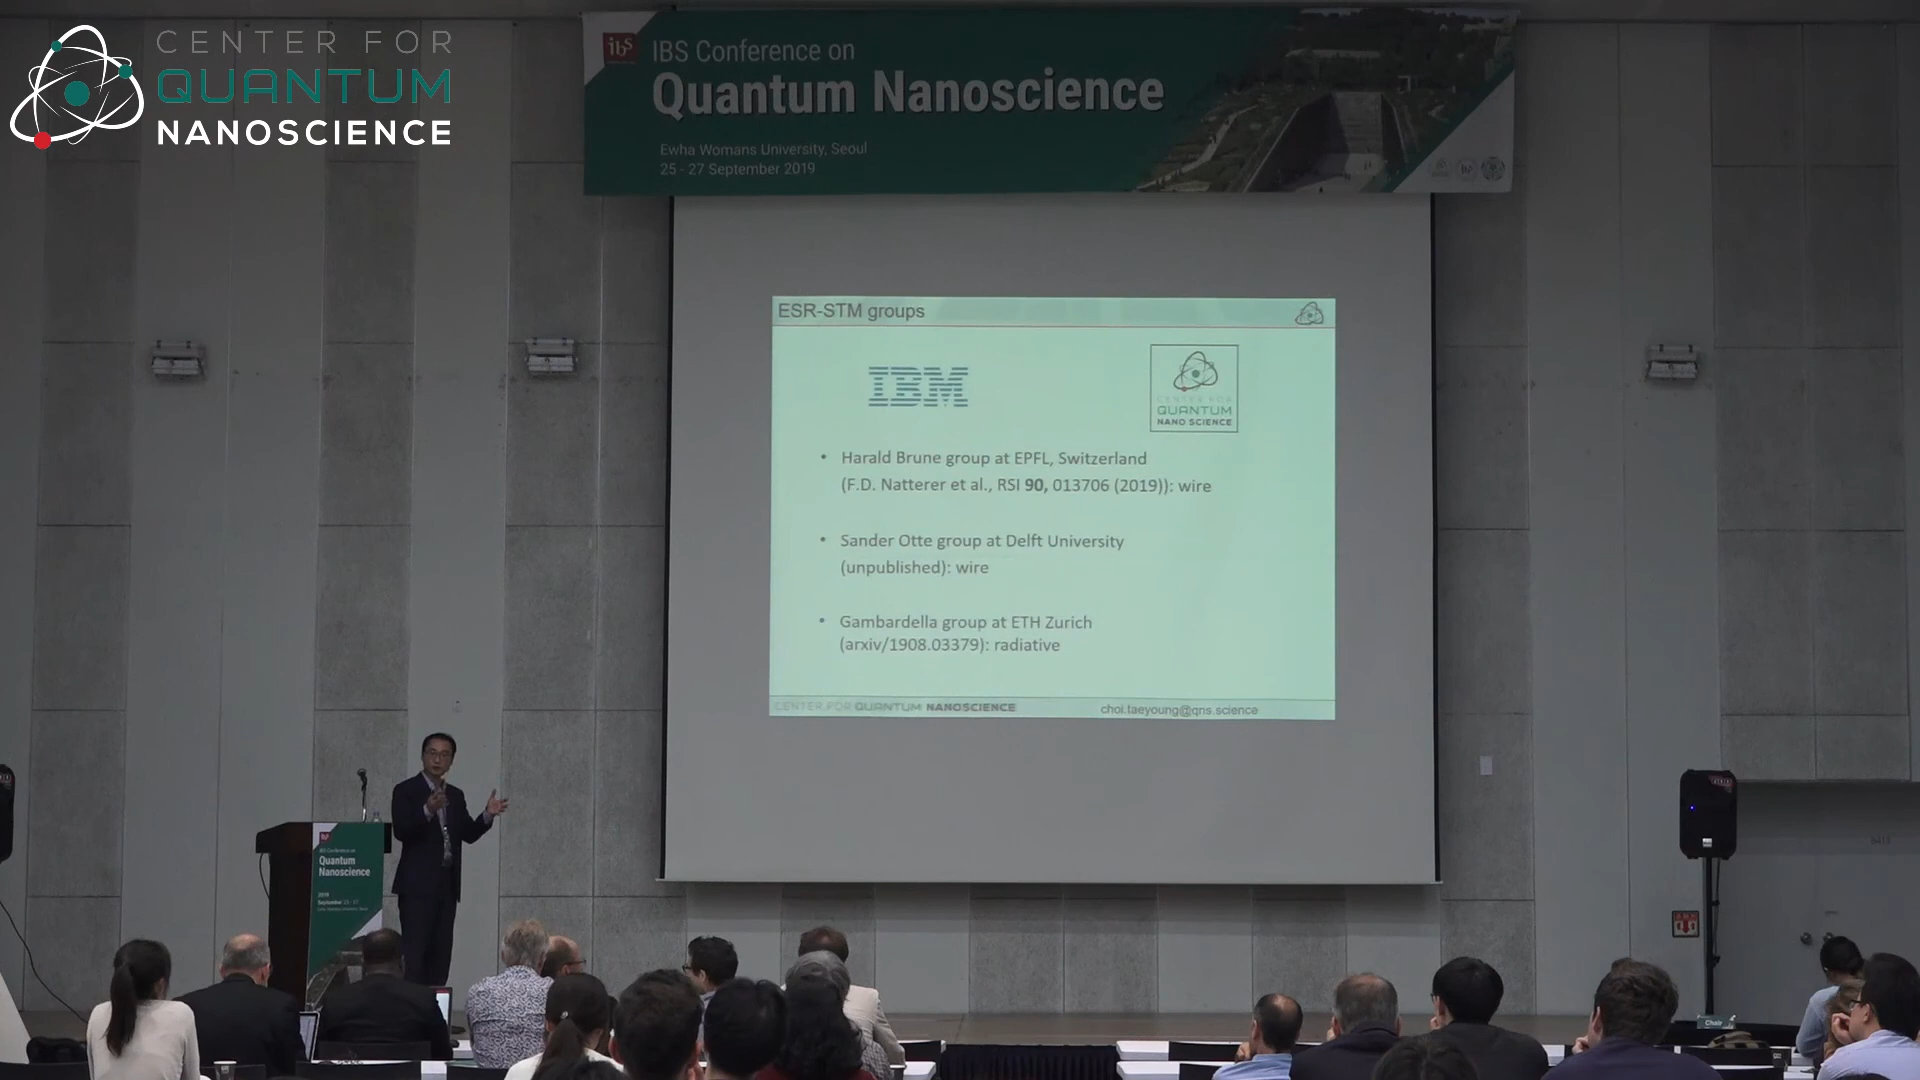 CENTER FOR
QUANTUM
NANOSCIENCE
ibs
IBS Conference on
Quantum Nanoscience
Ewha Womans University, Seoul
25 - 27 September 2019
ESR-STM groups
IBM
CENTER FOR
QUANTUM
NANO SCIENCE
• Harald Brune group at EPFL, Switzerland
(F.D. Natterer et al., RSI 90, 013706 (2019)): wire
• Sander Otte group at Delft University
(unpublished): wire
• Gambardella group at ETH Zurich
(arxiv/1908.03379): radiative
CENTER FOR QUANTUM NANOSCIENCE
choi.taeyoung@qns.science
IBS Conference on
Quantum
Nanoscience
2019
Chair